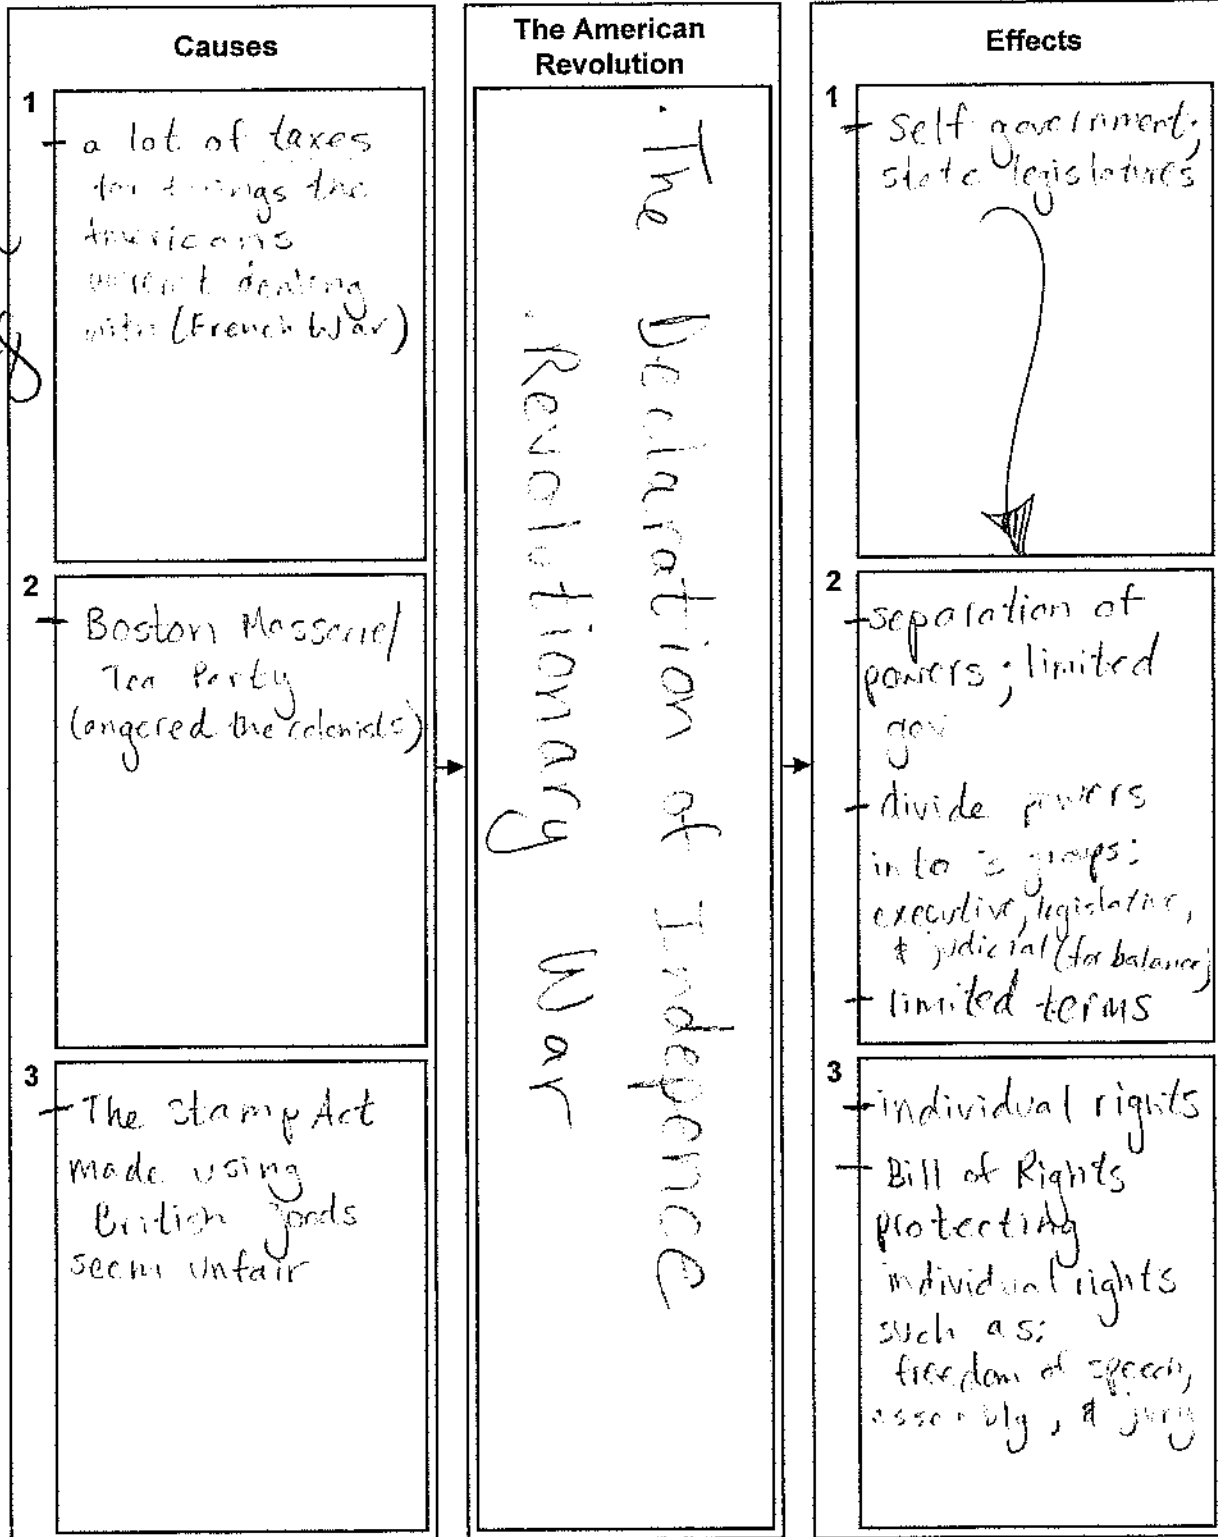 Causes
1
a lot of taxes
for things the
Americans
weren't dealing
with (French War)
2
Boston Massacre/
Tea Party
(angered the colonists)
3
The Stamp Act
made using
British goods
seem unfair
The American
Revolution
. The Declaration of Indepence
. Revolutionary War
Effects
1
self government;
state legislatures
2
separation of
powers; limited
gov
divide powers
into 3 groups:
executive, legislative,
& judicial (for balance)
limited terms
3
individual rights
Bill of Rights
protecting
individual rights
such as:
freedom of speech,
assembly, & jury